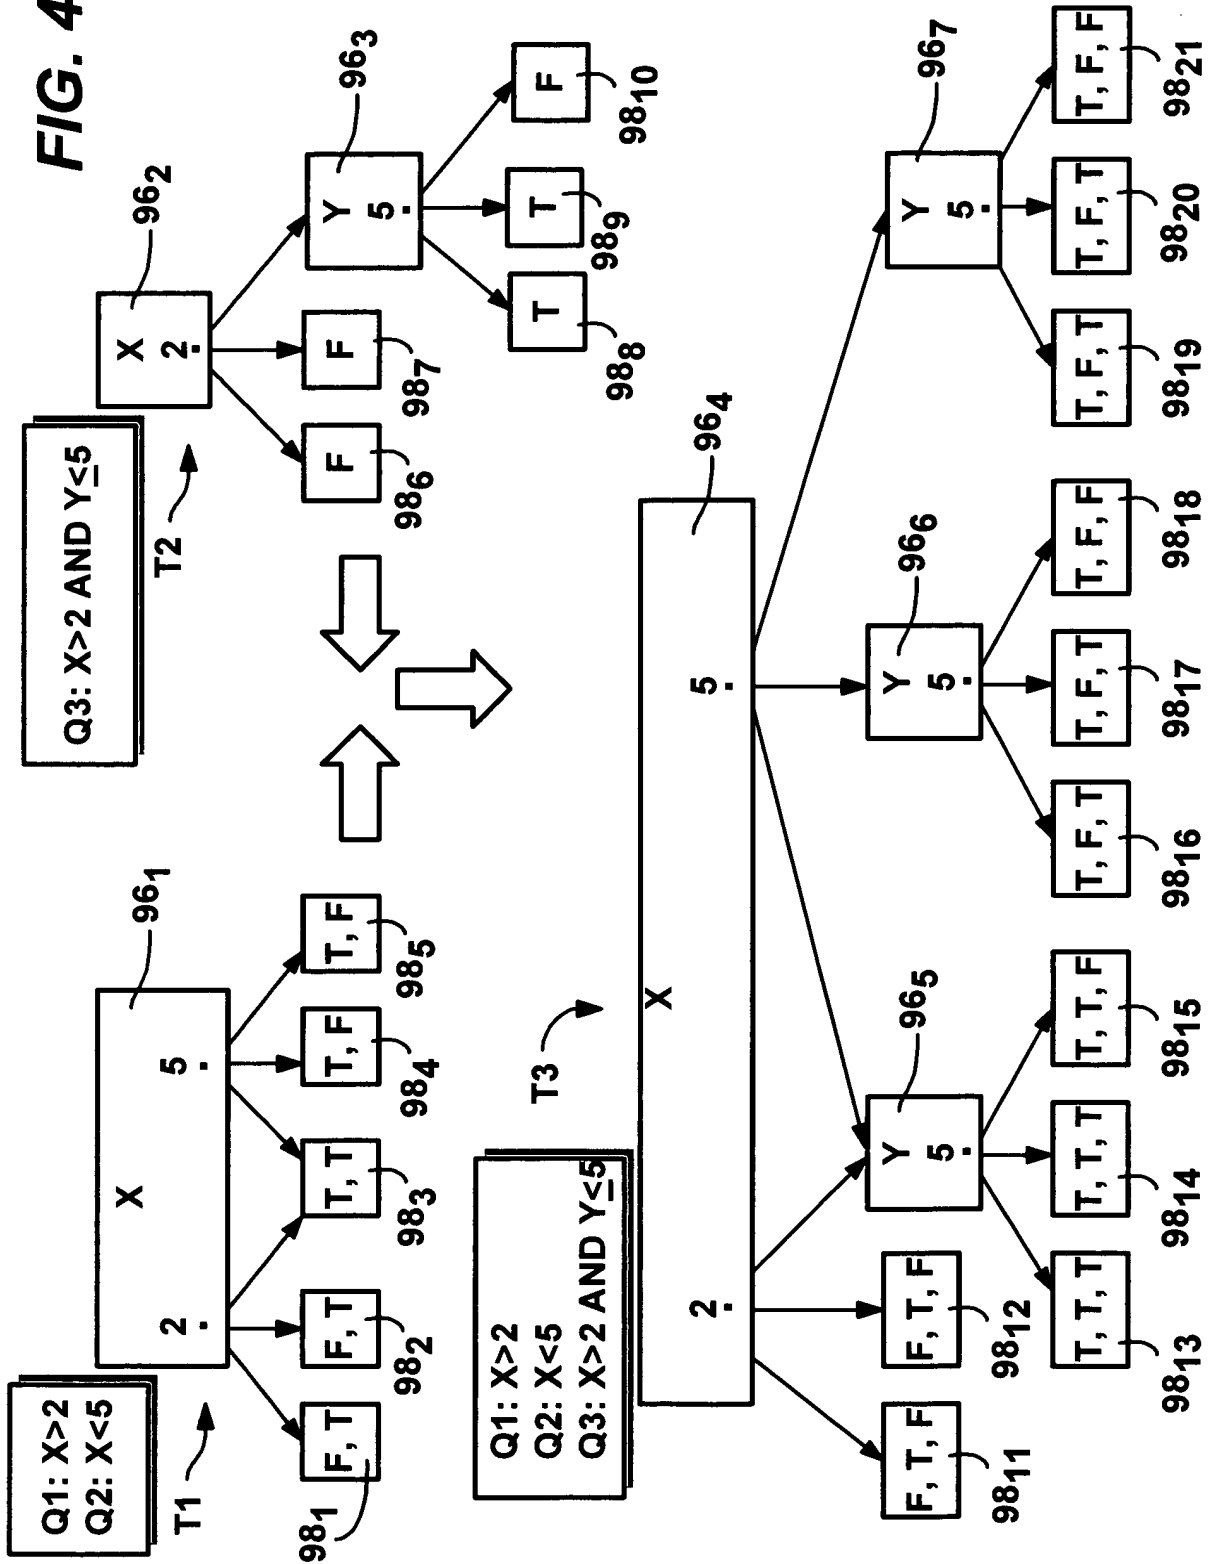 FIG. 4
Q1: X>2
Q2: X<5
T1
X
2.
5.
96₁
F, T
F, T
T, T
T, F
T, F
98₁
98₂
98₃
98₄
98₅
Q3: X>2 AND Y≤5
T2
X
2.
96₂
F
F
98₆
98₇
Y
5.
96₃
T
T
F
98₈
98₉
98₁₀
Q1: X>2
Q2: X<5
Q3: X>2 AND Y≤5
T3
X
2.
5.
96₄
F, T, F
F, T, F
98₁₁
98₁₂
Y
5.
96₅
Y
5.
96₆
Y
5.
96₇
T, T, T
T, T, T
T, T, F
T, F, T
T, F, T
T, F, F
T, F, T
T, F, T
T, F, F
98₁₃
98₁₄
98₁₅
98₁₆
98₁₇
98₁₈
98₁₉
98₂₀
98₂₁